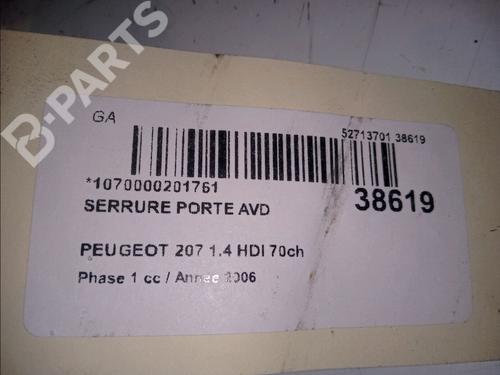 B-PARTS
GA
52713701 38619
*1070000201761
SERRURE PORTE AVD
38619
PEUGEOT 207 1.4 HDI 70ch
Phase 1 cc / Année 2006